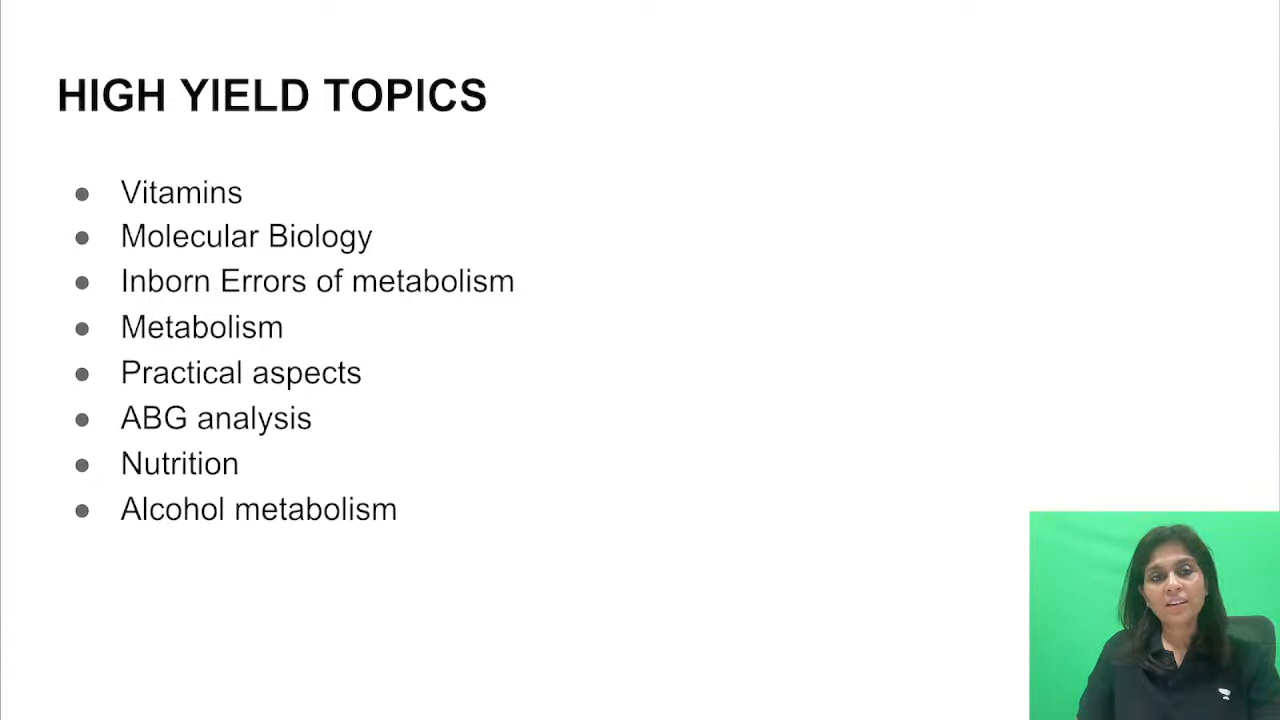 HIGH YIELD TOPICS
● Vitamins
● Molecular Biology
● Inborn Errors of metabolism
● Metabolism
● Practical aspects
● ABG analysis
● Nutrition
● Alcohol metabolism